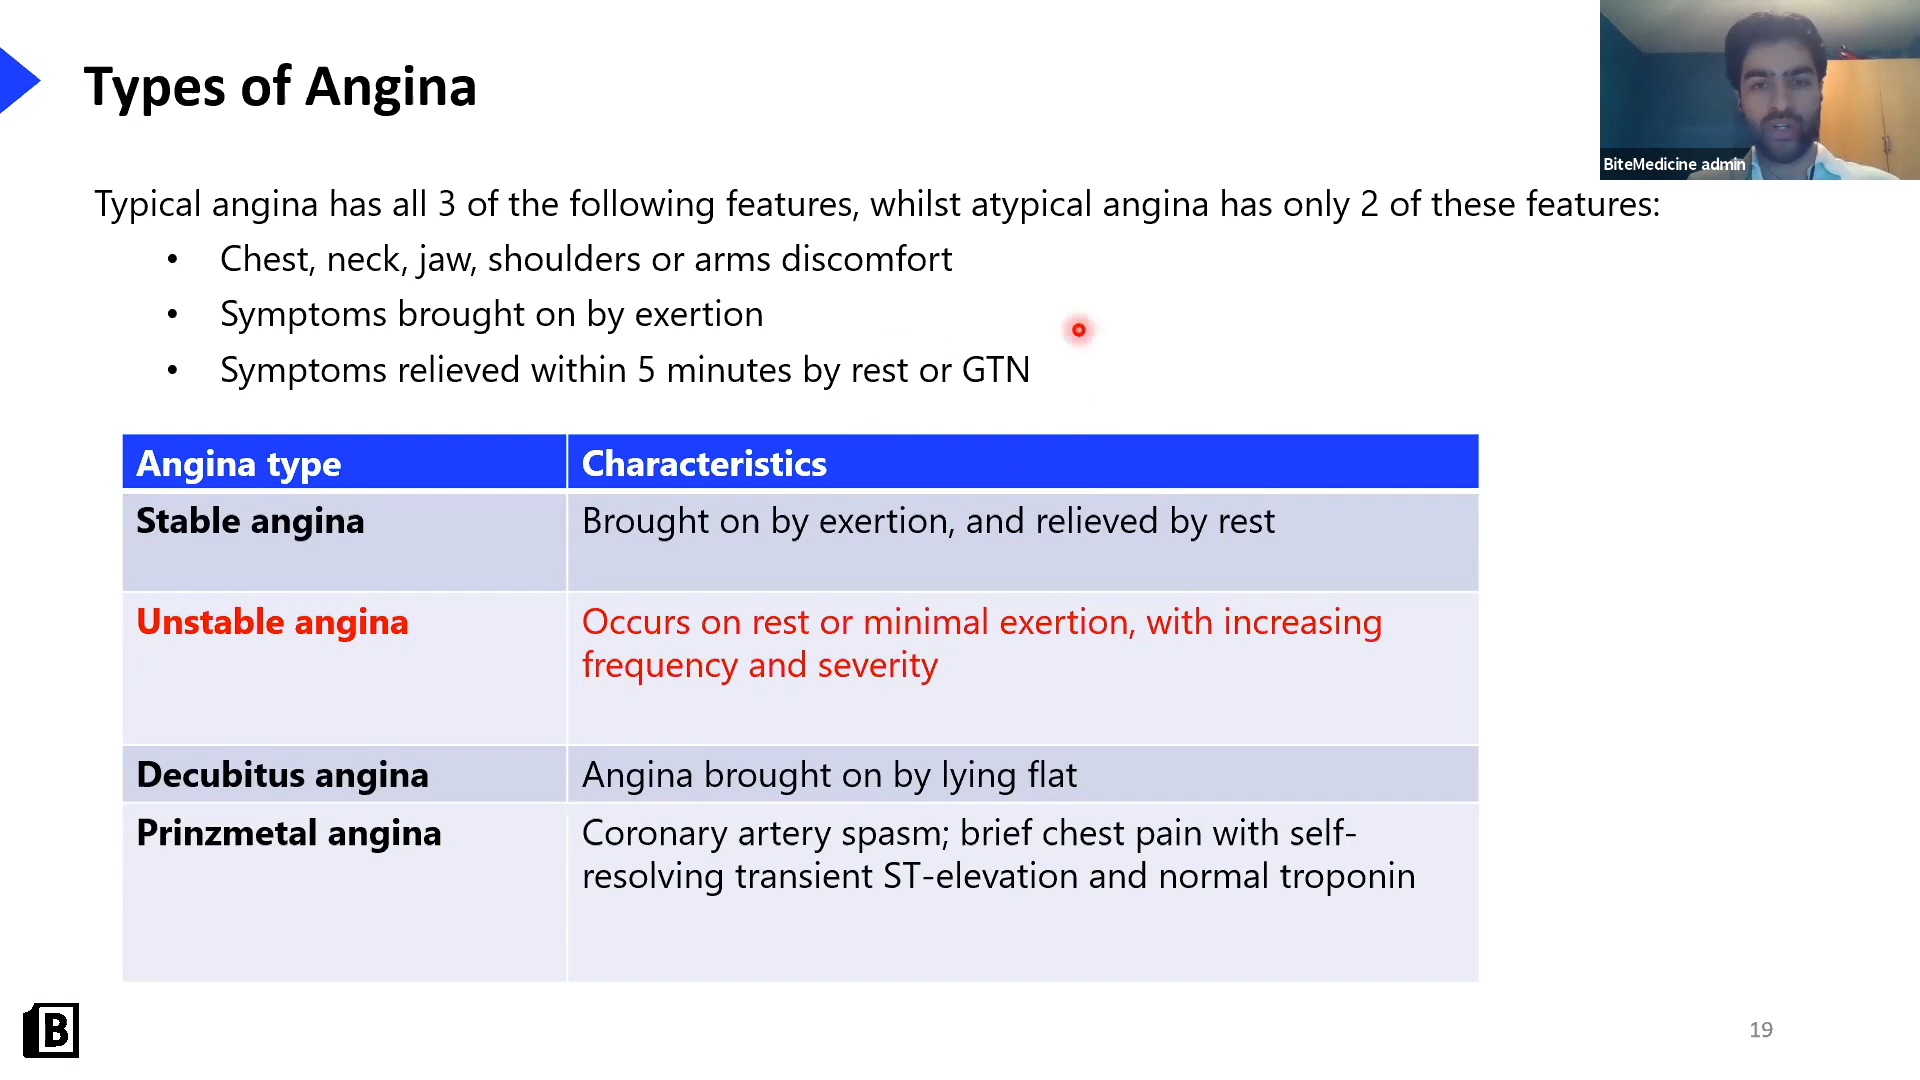 Types of Angina
BiteMedicine admin
Typical angina has all 3 of the following features, whilst atypical angina has only 2 of these features:
• Chest, neck, jaw, shoulders or arms discomfort
• Symptoms brought on by exertion
• Symptoms relieved within 5 minutes by rest or GTN
Angina type Characteristics
Stable angina Brought on by exertion, and relieved by rest
Unstable angina Occurs on rest or minimal exertion, with increasing
frequency and severity
Decubitus angina Angina brought on by lying flat
Prinzmetal angina Coronary artery spasm; brief chest pain with self-
resolving transient ST-elevation and normal troponin
B
19